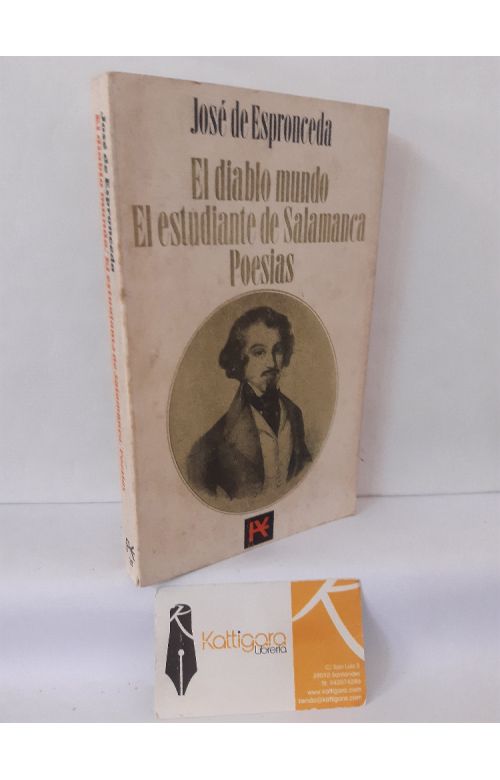 José de Espronceda
El diablo mundo
El estudiante de Salamanca
Poesías
José de Espronceda
El diablo mundo. El estudiante de Salamanca. Poesías
Kattigara
Librería
C/ San Luis 5
39010 Santander
www.kattigara.com
tienda@kattigara.com